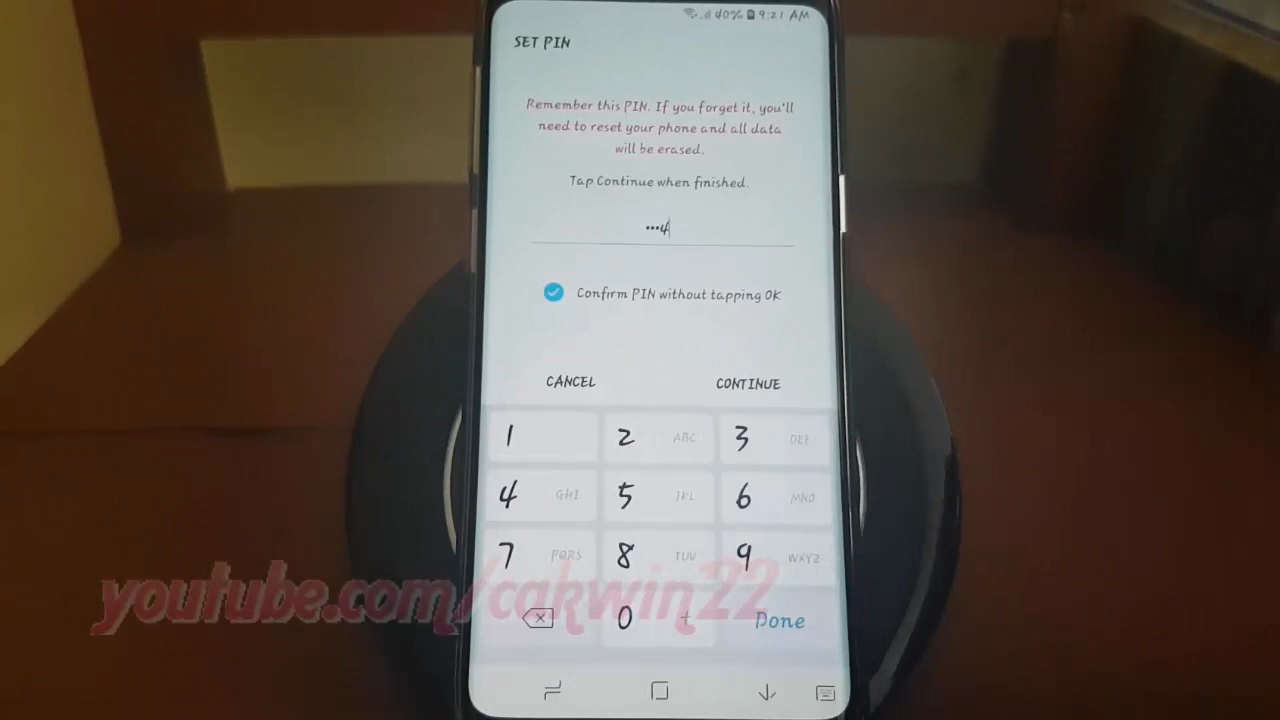 40% 9:21 AM
SET PIN
Remember this PIN. If you forget it, you'll
need to reset your phone and all data
will be erased.
Tap Continue when finished.
•••4
Confirm PIN without tapping OK
CANCEL CONTINUE
1 2 ABC 3 DEF
4 GHI 5 JKL 6 MNO
7 PQRS 8 TUV 9 WXYZ
youtube.com/cakwin22
0 + Done